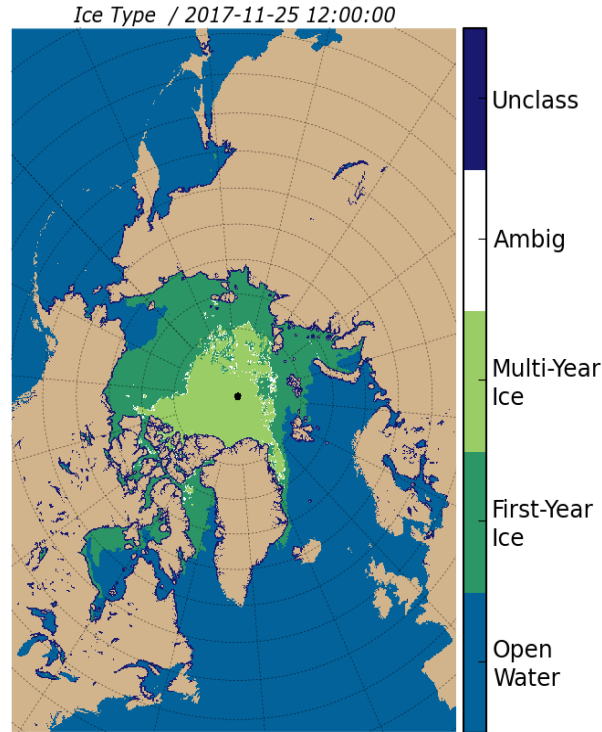 Ice Type / 2017-11-25 12:00:00
Unclass
Ambig
Multi-Year
Ice
First-Year
Ice
Open
Water